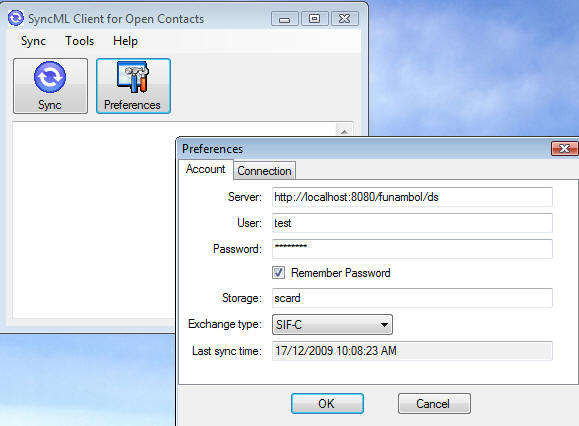 SyncML Client for Open Contacts
Sync Tools Help
Sync Preferences
Preferences
Account Connection
Server: http://localhost:8080/funambol/ds
User: test
Password: ********
Remember Password
Storage: scard
Exchange type: SIF-C
Last sync time: 17/12/2009 10:08:23 AM
OK Cancel